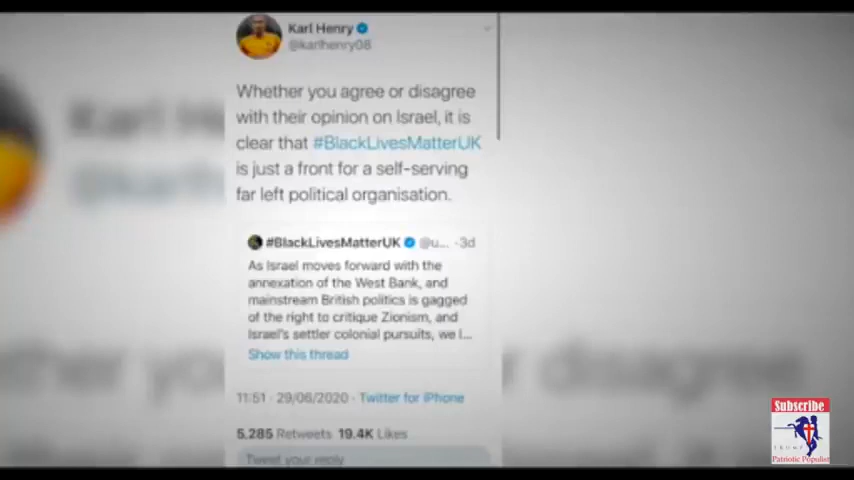 Karl Henry
@karlhenry08
Whether you agree or disagree
with their opinion on Israel, it is
clear that #BlackLivesMatterUK
is just a front for a self-serving
far left political organisation.
#BlackLivesMatterUK @u... · 3d
As Israel moves forward with the
annexation of the West Bank, and
mainstream British politics is gagged
of the right to critique Zionism, and
Israel's settler colonial pursuits, we l...
Show this thread
11:51 · 29/06/2020 · Twitter for iPhone
5,285 Retweets 19.4K Likes
Tweet your reply
Subscribe
Patriotic Populist